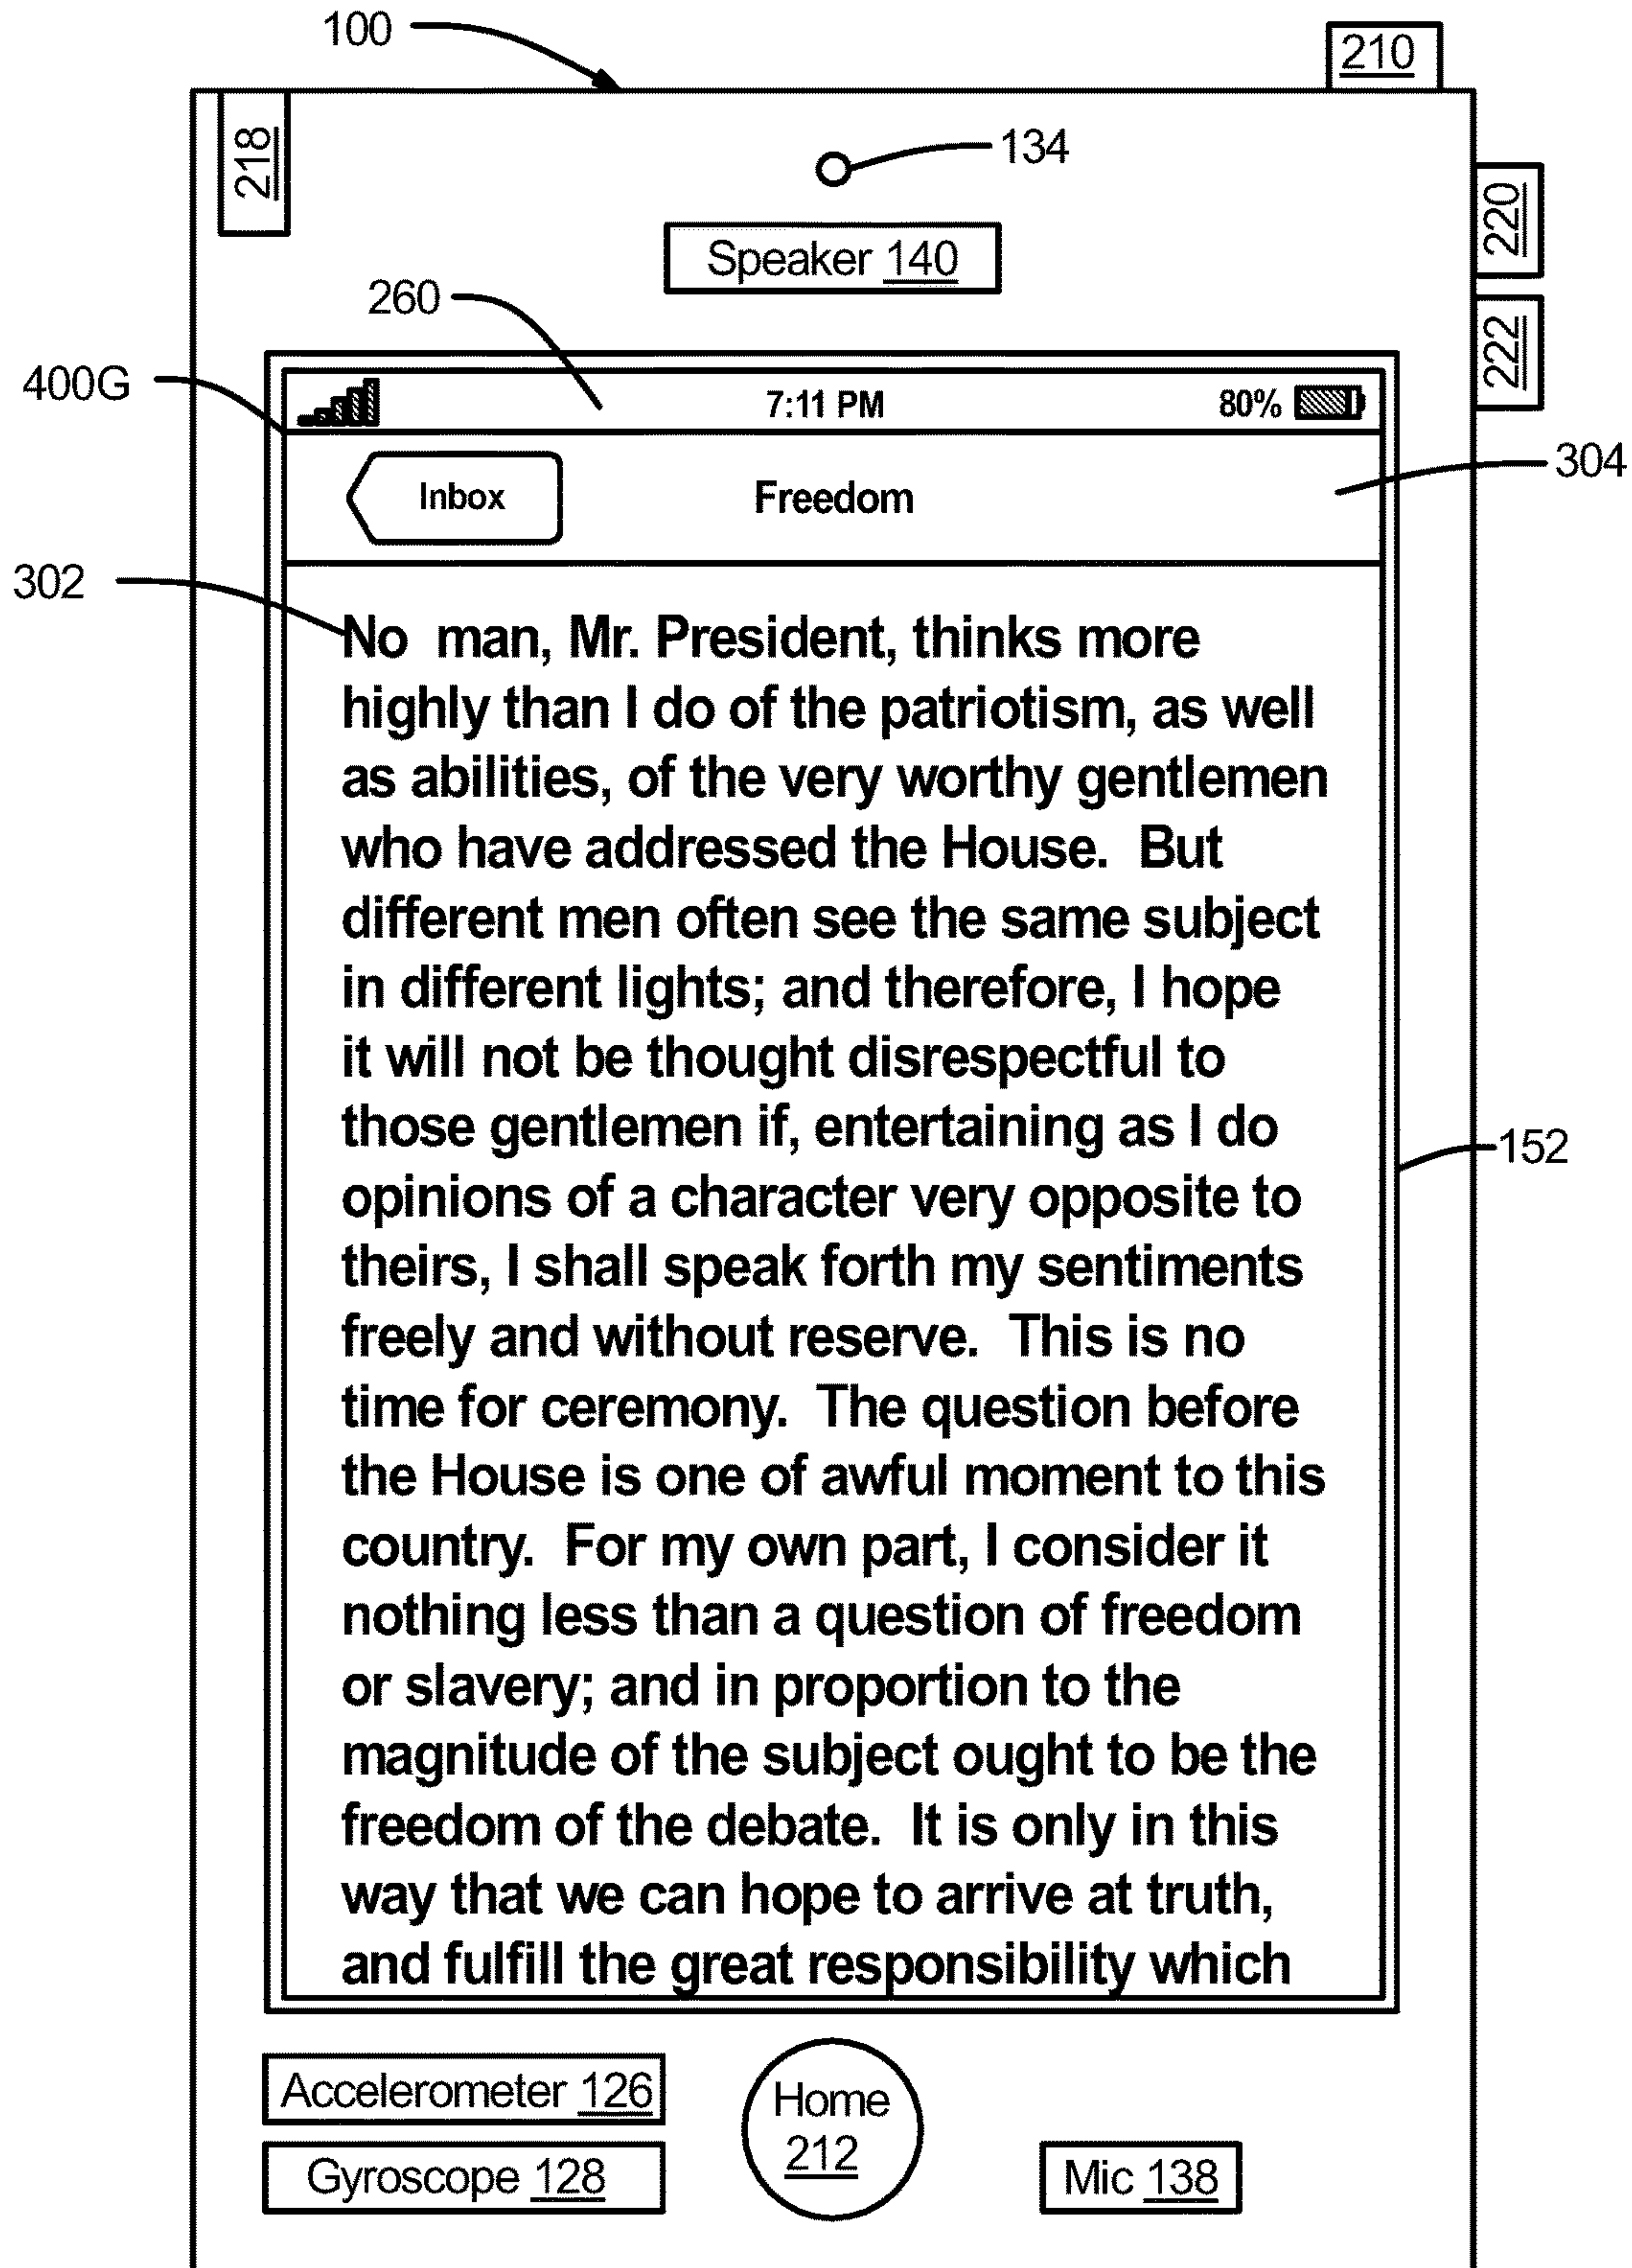 100
210
218
134
220
Speaker 140
260
222
400G
7:11 PM
80%
304
Inbox
Freedom
302
No man, Mr. President, thinks more
highly than I do of the patriotism, as well
as abilities, of the very worthy gentlemen
who have addressed the House. But
different men often see the same subject
in different lights; and therefore, I hope
it will not be thought disrespectful to
those gentlemen if, entertaining as I do
152
opinions of a character very opposite to
theirs, I shall speak forth my sentiments
freely and without reserve. This is no
time for ceremony. The question before
the House is one of awful moment to this
country. For my own part, I consider it
nothing less than a question of freedom
or slavery; and in proportion to the
magnitude of the subject ought to be the
freedom of the debate. It is only in this
way that we can hope to arrive at truth,
and fulfill the great responsibility which
Accelerometer 126
Home
212
Gyroscope 128
Mic 138